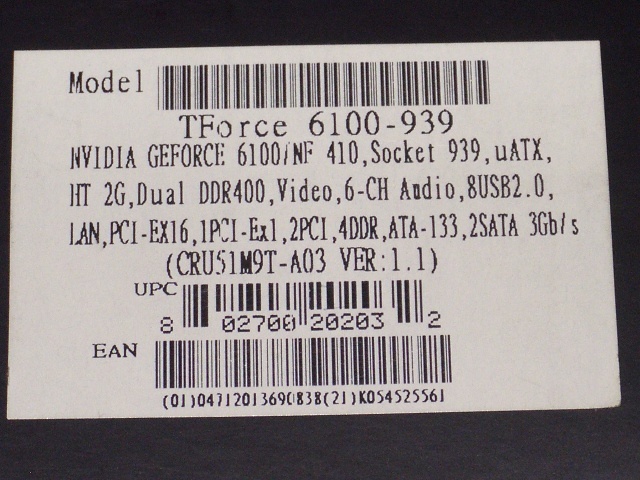 Model
TForce 6100-939
NVIDIA GEFORCE 6100/NF 410,Socket 939,uATX,
HT 2G,Dual DDR400,Video,6-CH Audio,8USB2.0,
LAN,PCI-EX16,1PCI-Ex1,2PCI,4DDR,ATA-133,2SATA 3Gb/s
(CRU51M9T-A03 VER:1.1)
UPC
8 02700 20203 2
EAN
(01)04712013690838(21)K054525561